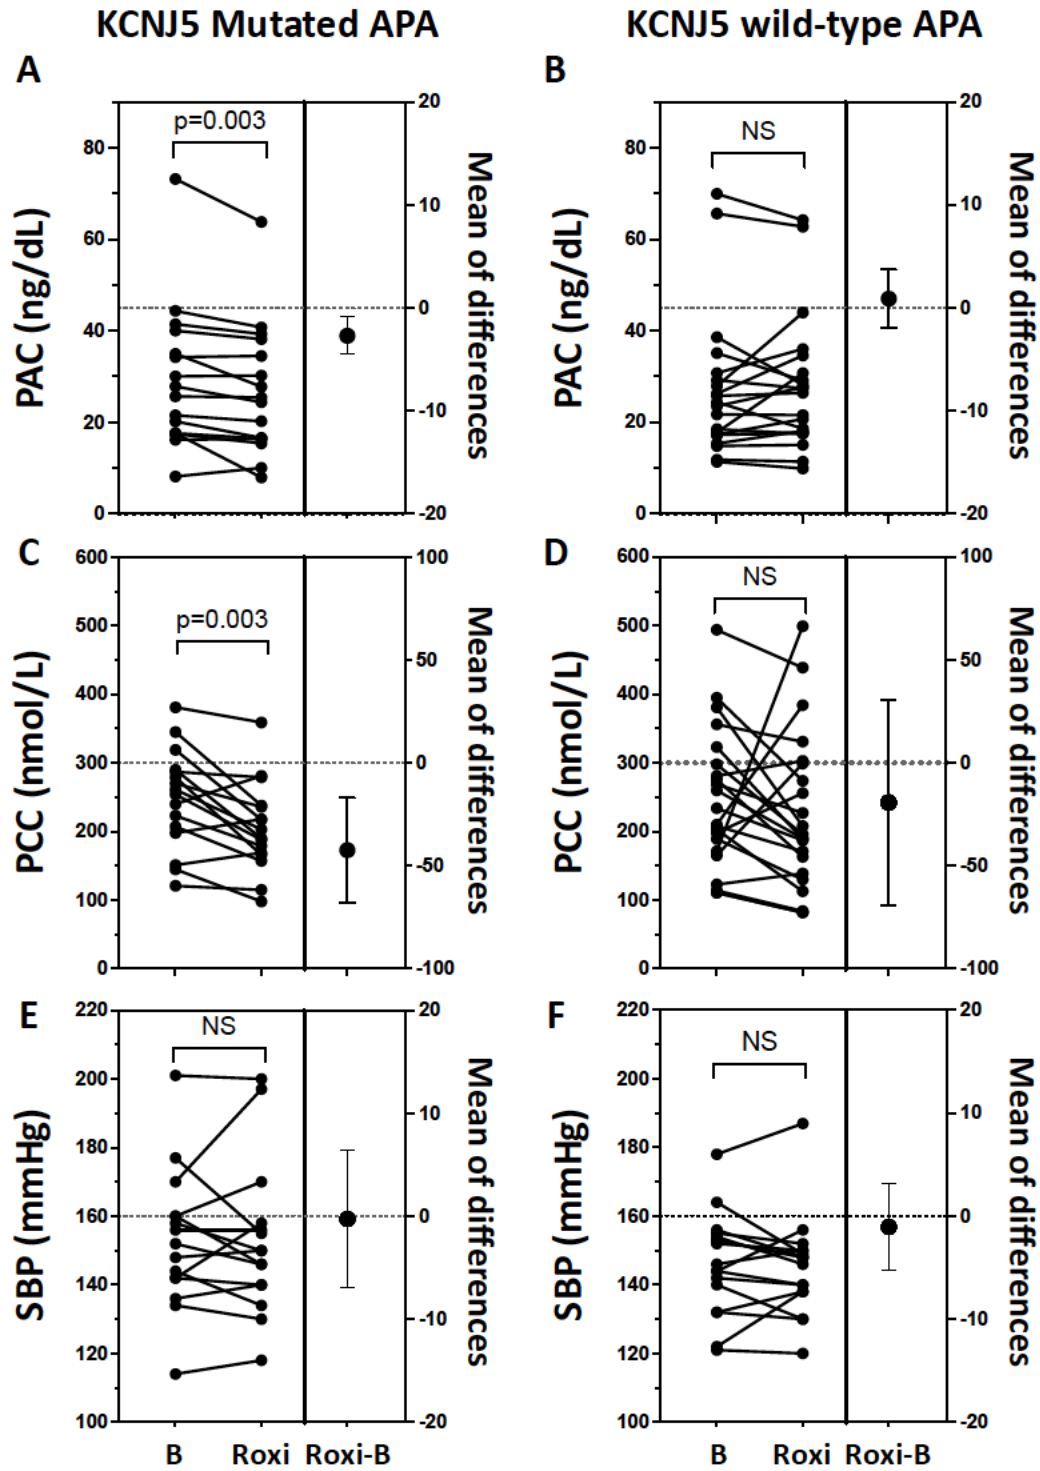 KCNJ5 Mutated APA
KCNJ5 wild-type APA
A
PAC (ng/dL)
80
60
40
20
0
p=0.003
20
10
0
-10
-20
Mean of differences
B
PAC (ng/dL)
80
60
40
20
0
NS
20
10
0
-10
-20
Mean of differences
C
PCC (nmol/L)
600
500
400
300
200
100
0
p=0.003
100
50
0
-50
-100
Mean of differences
D
PCC (nmol/L)
600
500
400
300
200
100
0
NS
100
50
0
-50
-100
Mean of differences
E
SBP (mmHg)
220
200
180
160
140
120
100
NS
20
10
0
-10
-20
Mean of differences
B Roxi Roxi-B
F
SBP (mmHg)
220
200
180
160
140
120
100
NS
20
10
0
-10
-20
Mean of differences
B Roxi Roxi-B